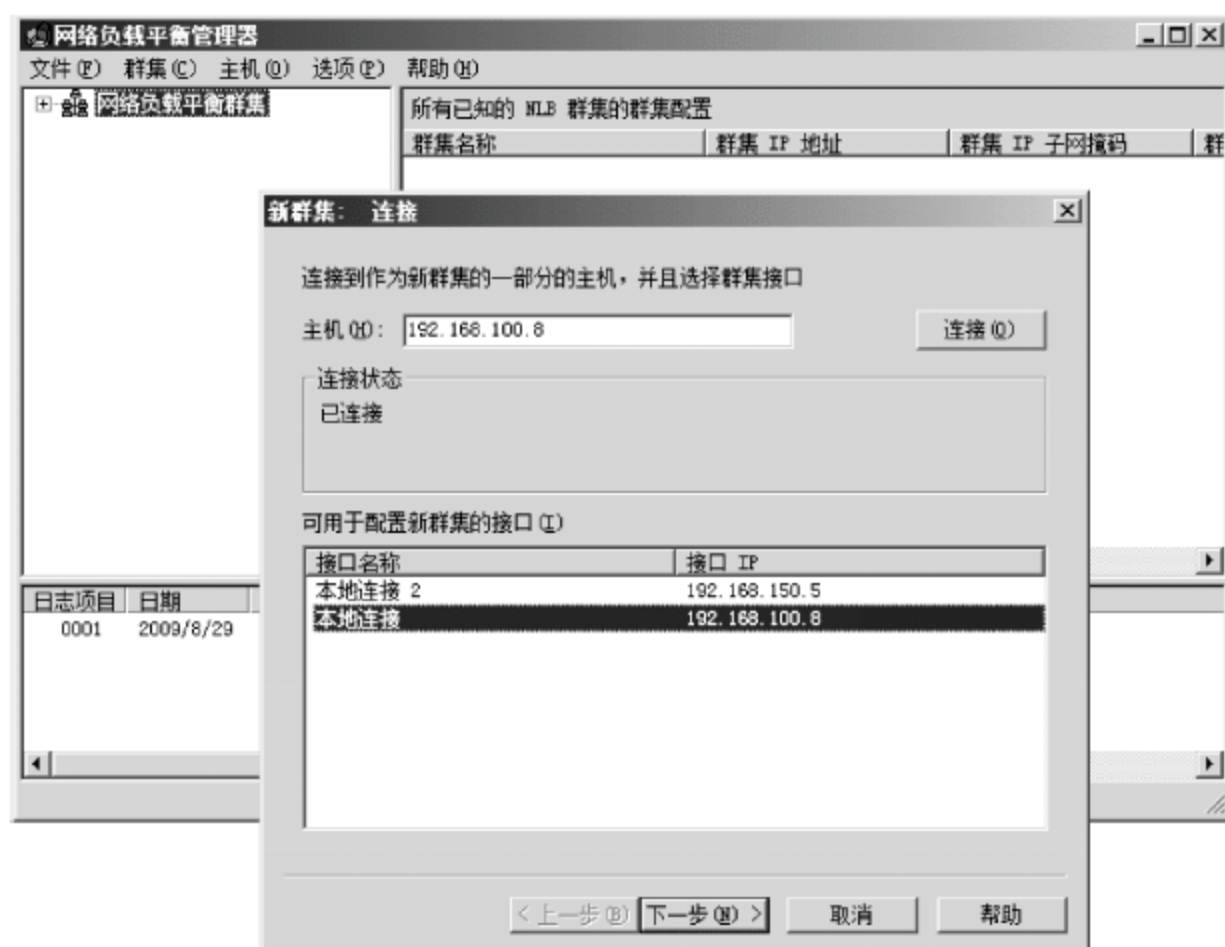 网络负载平衡管理器
文件(F) 群集(C) 主机(O) 选项(P) 帮助(H)
网络负载平衡群集
所有已知的 NLB 群集的群集配置
群集名称 群集 IP 地址 群集 IP 子网掩码 群
新群集: 连接
连接到作为新群集的一部分的主机，并且选择群集接口
主机(H): 192.168.100.8 连接(O)
连接状态
已连接
可用于配置新群集的接口(I)
接口名称 接口 IP
本地连接 2 192.168.150.5
本地连接 192.168.100.8
日志项目 日期
0001 2009/8/29
< 上一步(B) 下一步(N) > 取消 帮助